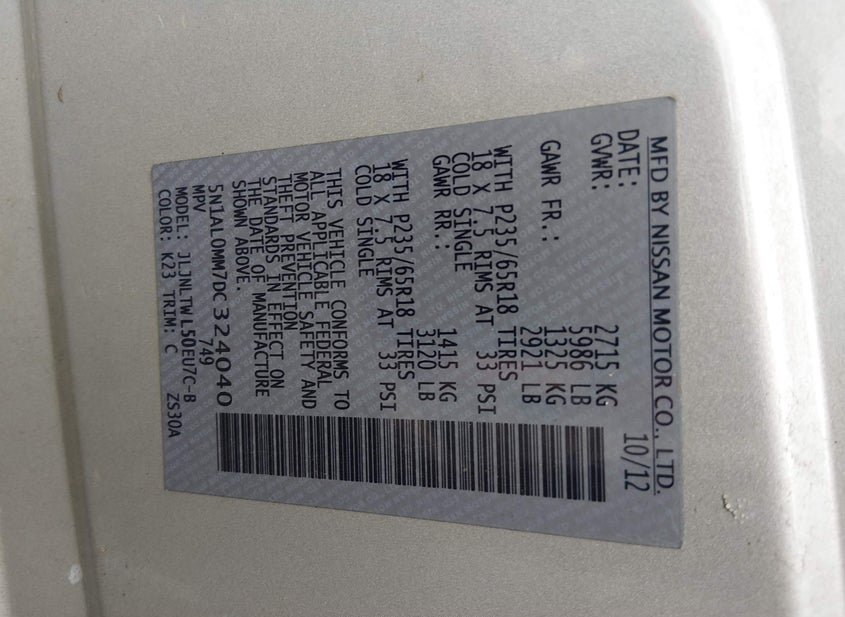 MFD BY NISSAN MOTOR CO., LTD.
DATE: 10/12
GVWR: 2715 KG
5986 LB
GAWR FR.: 1325 KG
2921 LB
WITH P235/65R18 TIRES
18 X 7.5 RIMS AT 33 PSI
COLD SINGLE
GAWR RR.: 1415 KG
3120 LB
WITH P235/65R18 TIRES
18 X 7.5 RIMS AT 33 PSI
COLD SINGLE
THIS VEHICLE CONFORMS TO
ALL APPLICABLE FEDERAL
MOTOR VEHICLE SAFETY AND
THEFT PREVENTION
STANDARDS IN EFFECT ON
THE DATE OF MANUFACTURE
SHOWN ABOVE.
5N1AL0MM7DC324040
MPV 749
MODEL: JLJNLTWL50EU7C-B
COLOR: K23 TRIM: C ZS30A